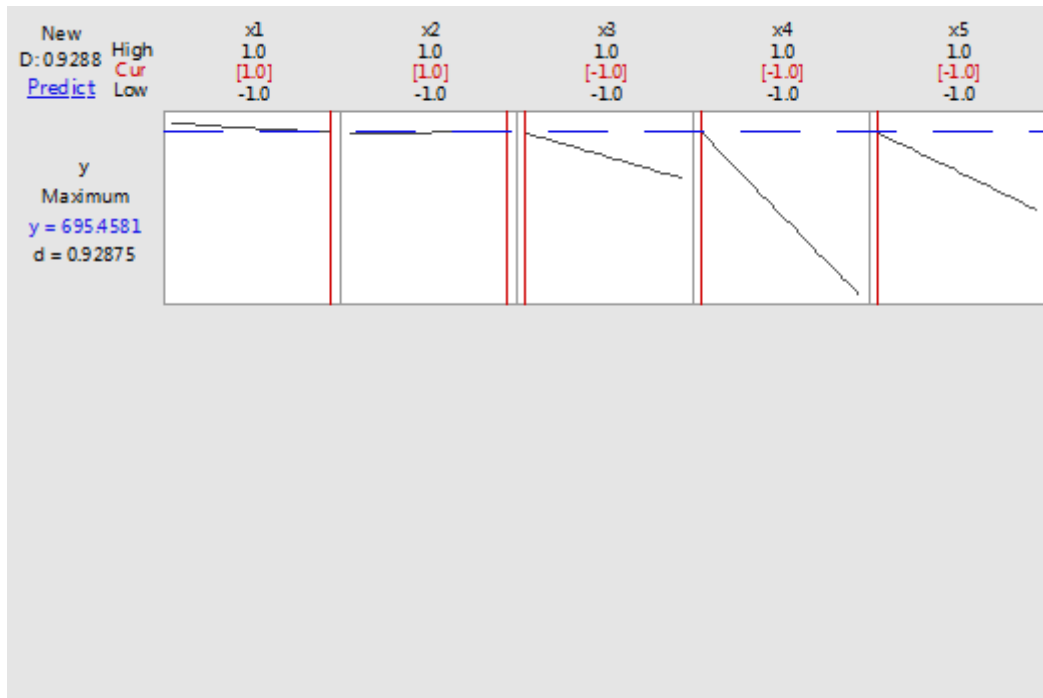 New x1 x2 x3 x4 x5
D: 0.9288 High 1.0 1.0 1.0 1.0 1.0
Cur [1.0] [1.0] [-1.0] [-1.0] [-1.0]
Predict Low -1.0 -1.0 -1.0 -1.0 -1.0
y
Maximum
y = 695.4581
d = 0.92875